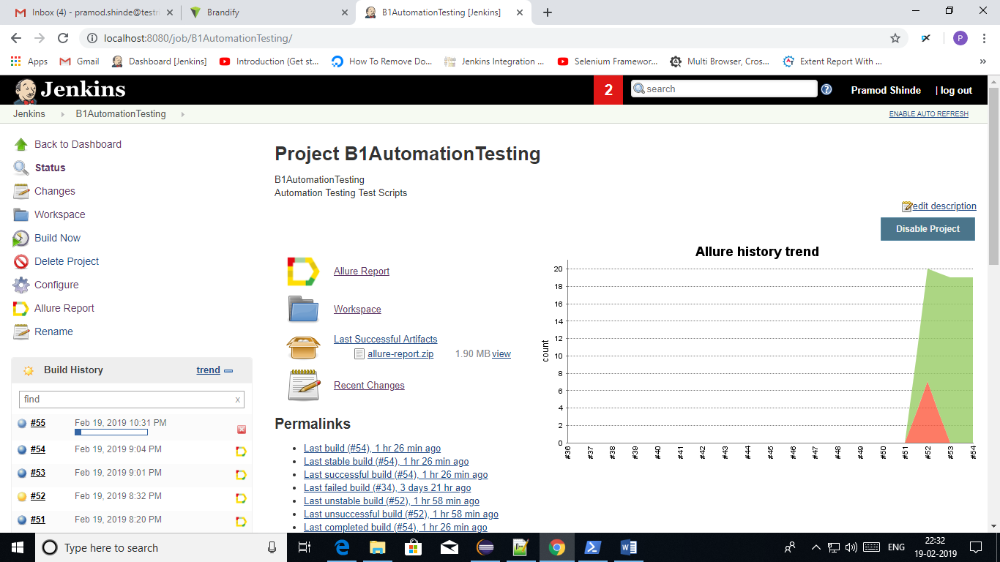 Inbox (4) - pramod.shinde@testr
Brandify
B1AutomationTesting [Jenkins]
localhost:8080/job/B1AutomationTesting/
P
Apps
Gmail
Dashboard [Jenkins]
Introduction (Get st...
How To Remove Do...
Jenkins Integration ...
Selenium Framewor...
Multi Browser, Cros...
Extent Report With ...
»
Jenkins
2
search
?
Pramod Shinde
| log out
Jenkins
B1AutomationTesting
ENABLE AUTO REFRESH
Back to Dashboard
Status
Changes
Workspace
Build Now
Delete Project
Configure
Allure Report
Rename
Build History
trend
find
x
#55
Feb 19, 2019 10:31 PM
#54
Feb 19, 2019 9:04 PM
#53
Feb 19, 2019 9:01 PM
#52
Feb 19, 2019 8:32 PM
#51
Feb 19, 2019 8:20 PM
Project B1AutomationTesting
B1AutomationTesting
Automation Testing Test Scripts
edit description
Disable Project
Allure Report
Workspace
Last Successful Artifacts
allure-report.zip
1.90 MB
view
Recent Changes
Permalinks
Last build (#54), 1 hr 26 min ago
Last stable build (#54), 1 hr 26 min ago
Last successful build (#54), 1 hr 26 min ago
Last failed build (#34), 3 days 21 hr ago
Last unstable build (#52), 1 hr 58 min ago
Last unsuccessful build (#52), 1 hr 58 min ago
Last completed build (#54), 1 hr 26 min ago
Allure history trend
count
20
18
16
14
12
10
8
6
4
2
0
#36
#37
#38
#39
#40
#41
#42
#43
#44
#45
#46
#47
#48
#49
#50
#51
#52
#53
#54
Type here to search
ENG
22:32
19-02-2019